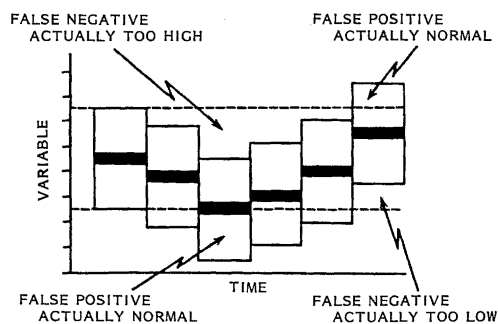 FALSE NEGATIVE
ACTUALLY TOO HIGH
FALSE POSITIVE
ACTUALLY NORMAL
VARIABLE
TIME
FALSE POSITIVE
ACTUALLY NORMAL
FALSE NEGATIVE
ACTUALLY TOO LOW